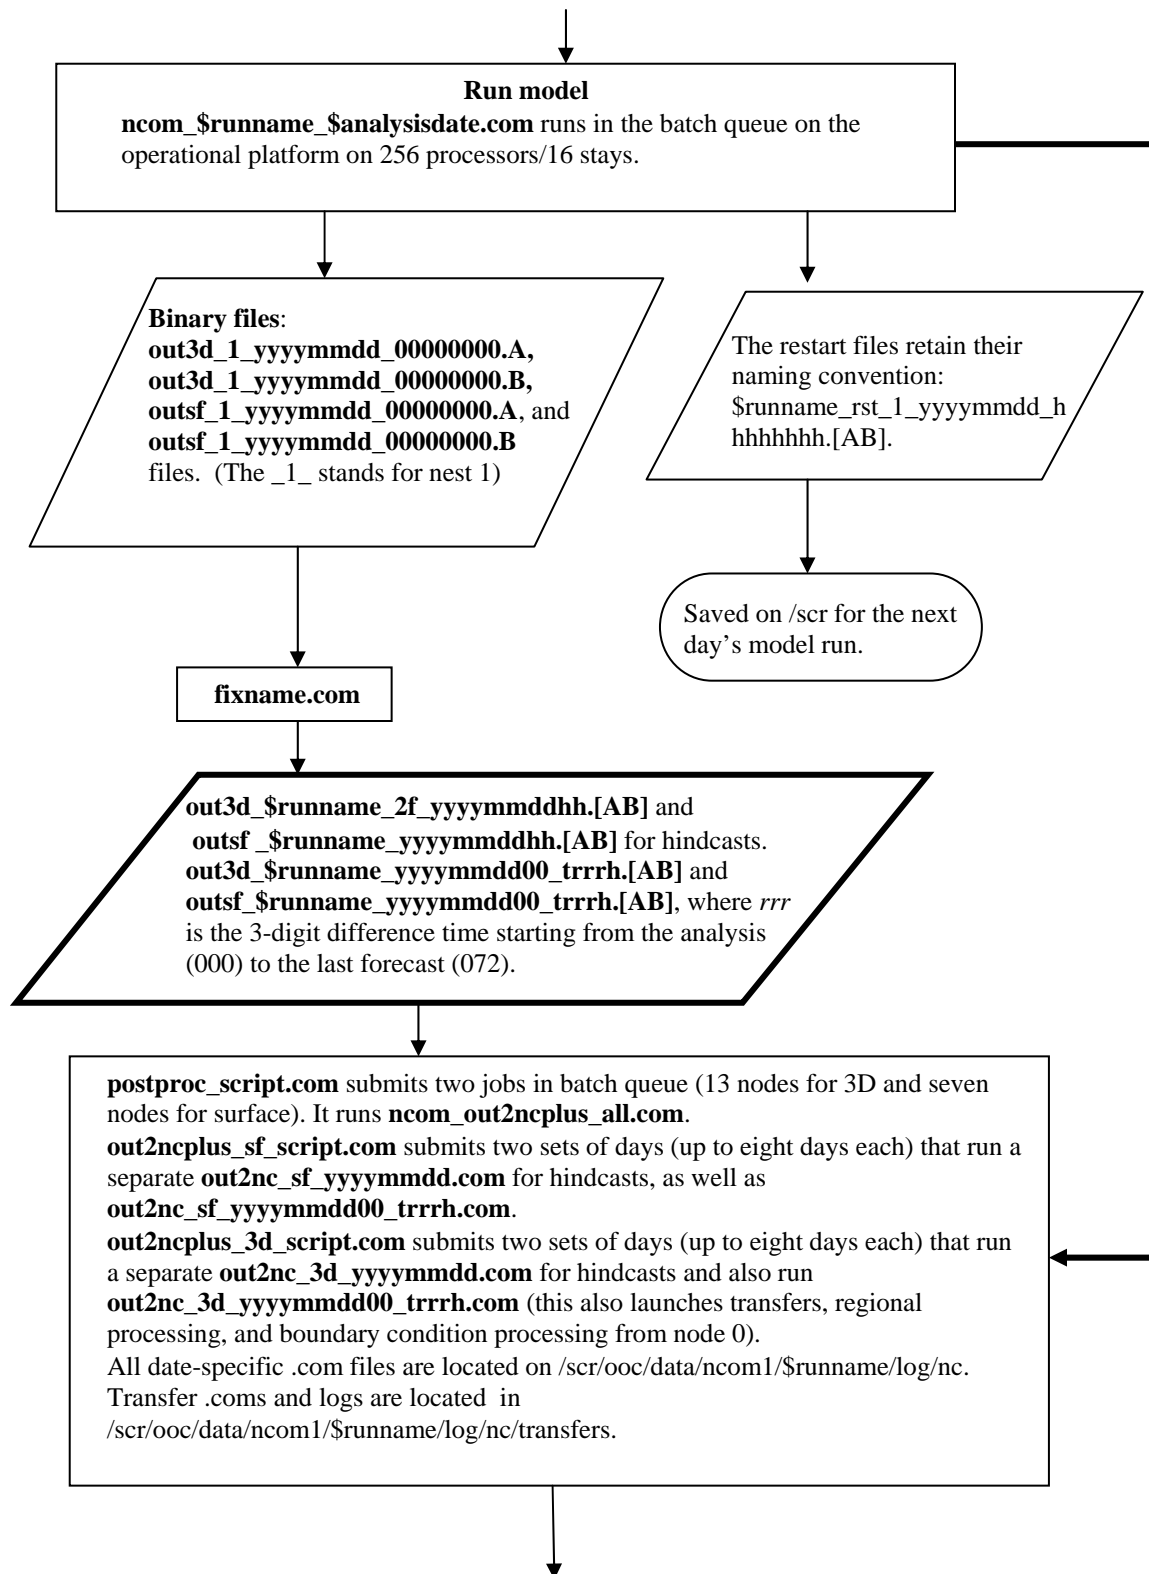 Run model
ncom_$runname_$analysisdate.com runs in the batch queue on the
operational platform on 256 processors/16 stays.
Binary files:
out3d_1_yyyymmdd_00000000.A,
out3d_1_yyyymmdd_00000000.B,
outsf_1_yyyymmdd_00000000.A, and
outsf_1_yyyymmdd_00000000.B
files.  (The _1_ stands for nest 1)
The restart files retain their
naming convention:
$runname_rst_1_yyyymmdd_h
hhhhhhh.[AB].
Saved on /scr for the next
day's model run.
fixname.com
out3d_$runname_2f_yyyymmddhh.[AB] and
outsf _$runname_yyyymmddhh.[AB] for hindcasts.
out3d_$runname_yyyymmdd00_trrrh.[AB] and
outsf_$runname_yyyymmdd00_trrrh.[AB], where rrr
is the 3-digit difference time starting from the analysis
(000) to the last forecast (072).
postproc_script.com submits two jobs in batch queue (13 nodes for 3D and seven
nodes for surface). It runs ncom_out2ncplus_all.com.
out2ncplus_sf_script.com submits two sets of days (up to eight days each) that run a
separate out2nc_sf_yyyymmdd.com for hindcasts, as well as
out2nc_sf_yyyymmdd00_trrrh.com.
out2ncplus_3d_script.com submits two sets of days (up to eight days each) that run
a separate out2nc_3d_yyyymmdd.com for hindcasts and also run
out2nc_3d_yyyymmdd00_trrrh.com (this also launches transfers, regional
processing, and boundary condition processing from node 0).
All date-specific .com files are located on /scr/ooc/data/ncom1/$runname/log/nc.
Transfer .coms and logs are located  in
/scr/ooc/data/ncom1/$runname/log/nc/transfers.